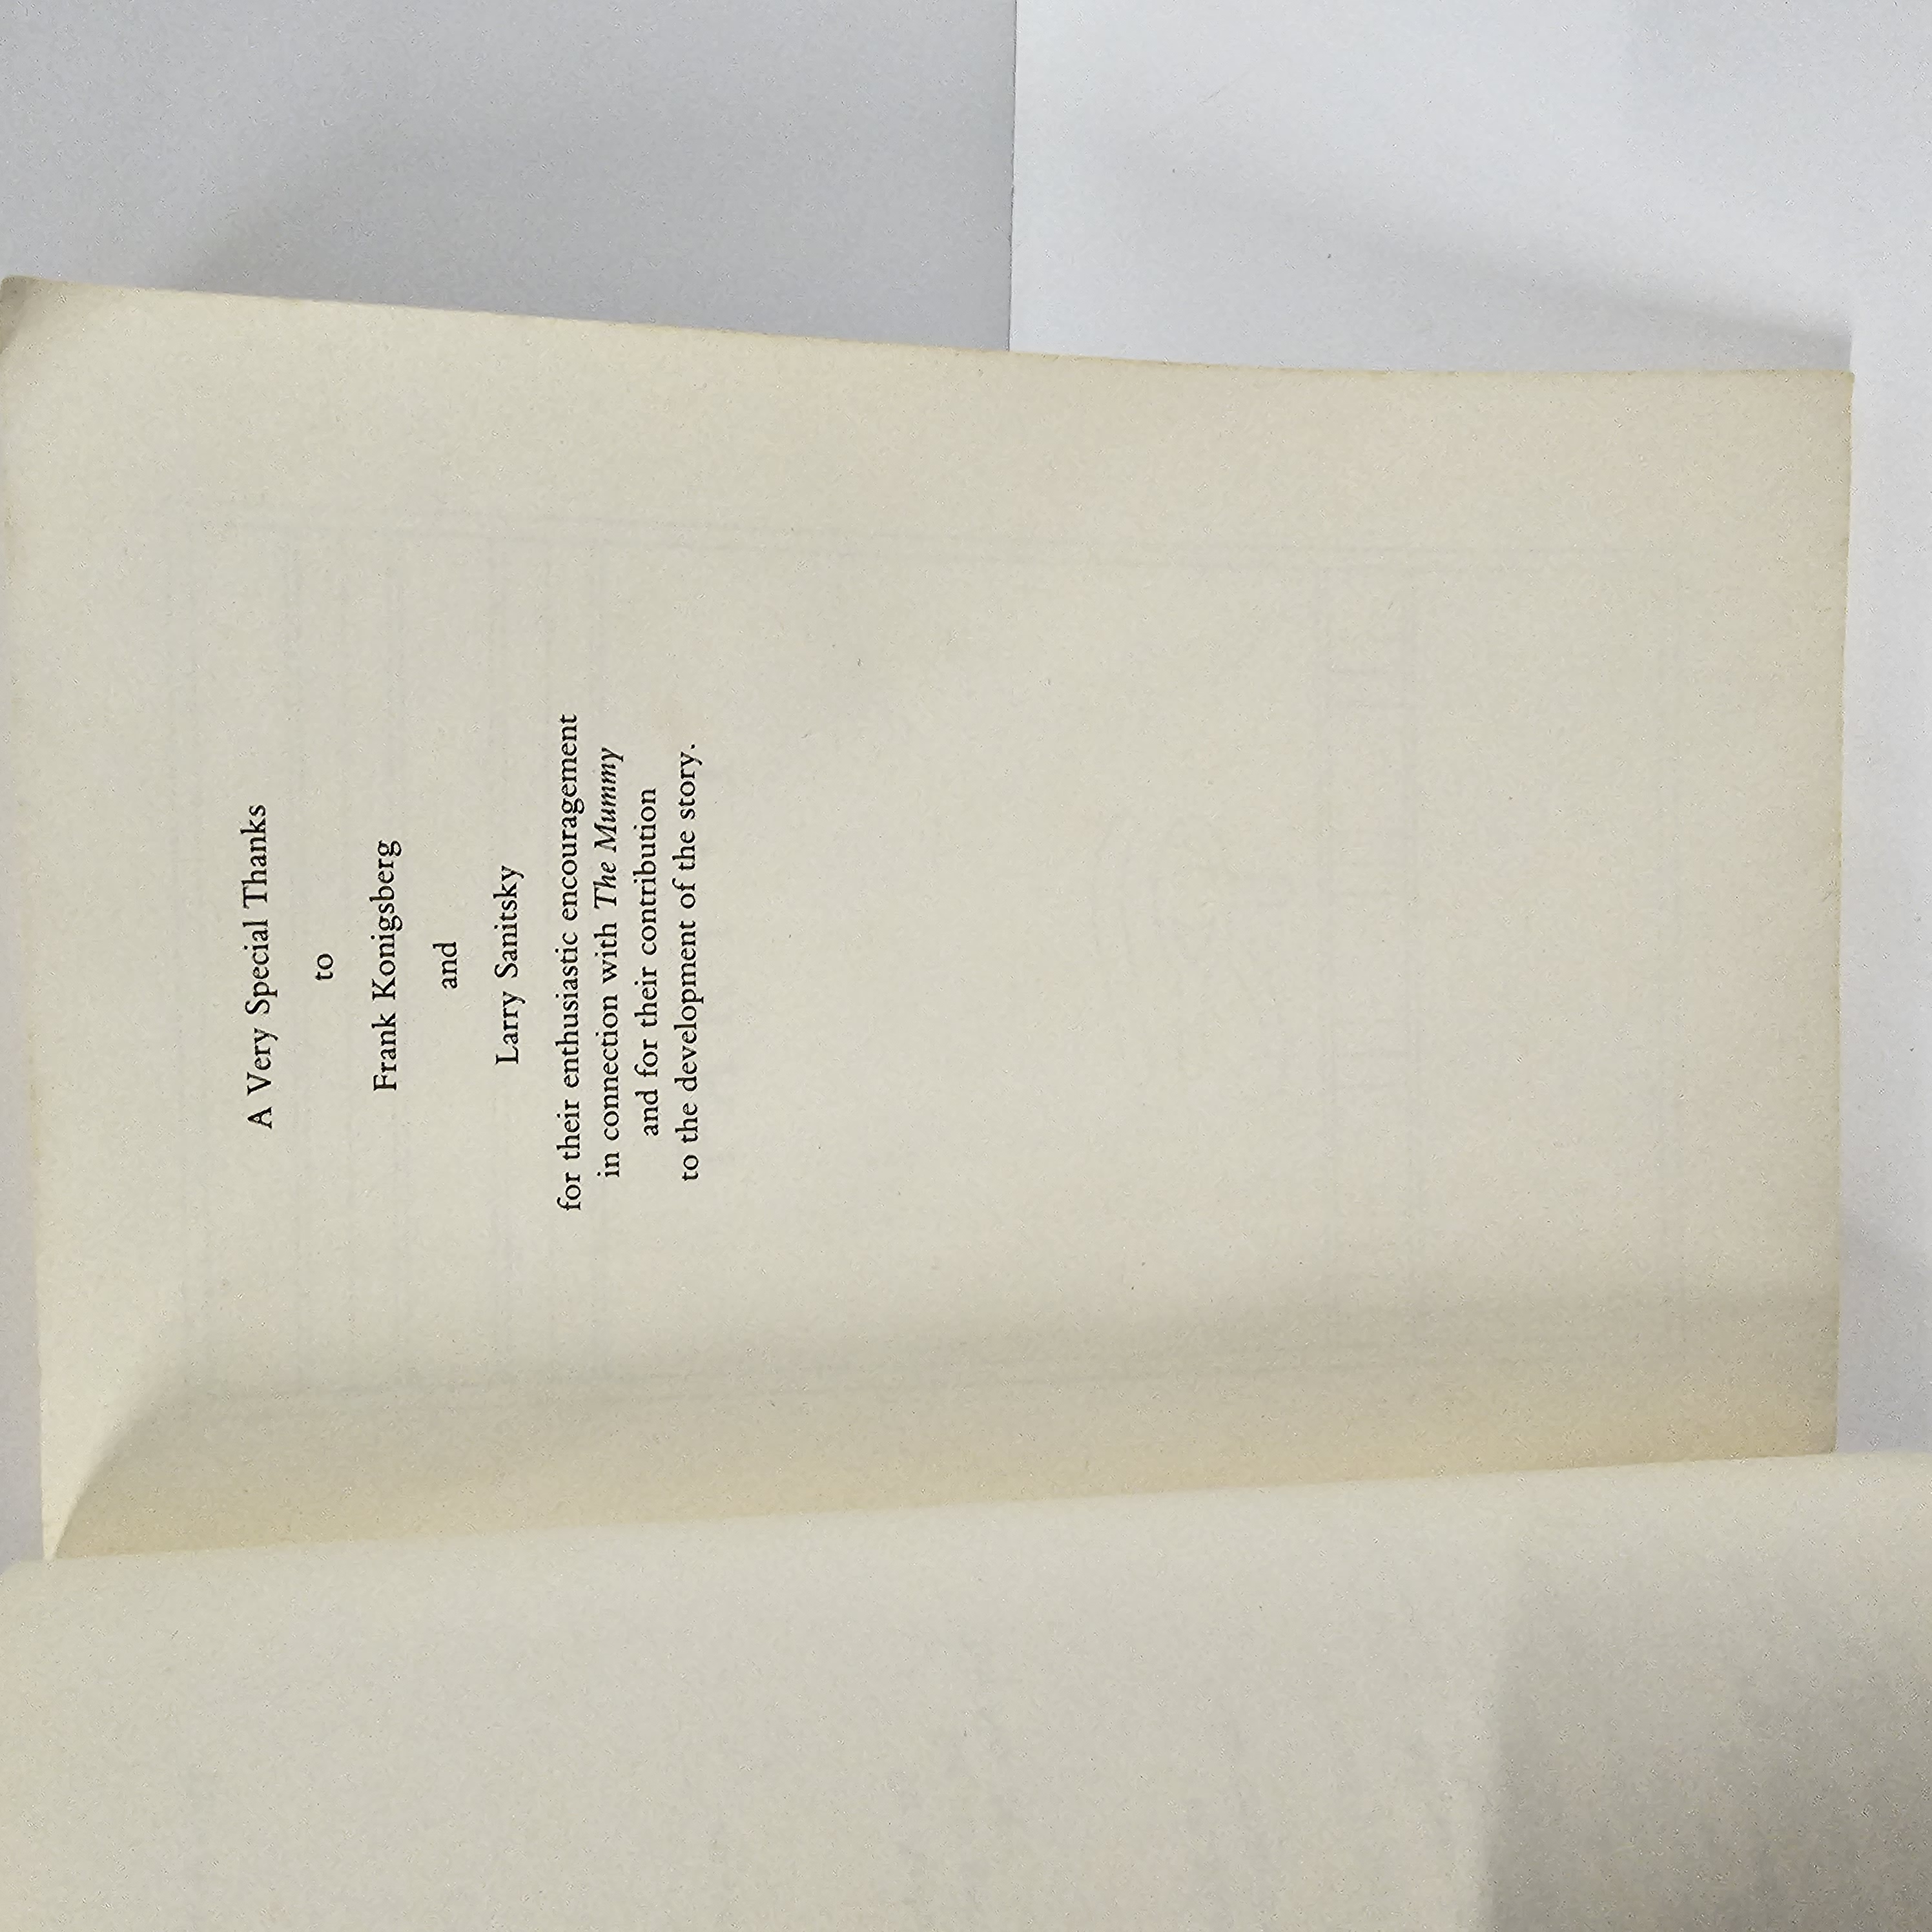 A Very Special Thanks
to
Frank Konigsberg
and
Larry Sanitsky
for their enthusiastic encouragement
in connection with The Mummy
and for their contribution
to the development of the story.